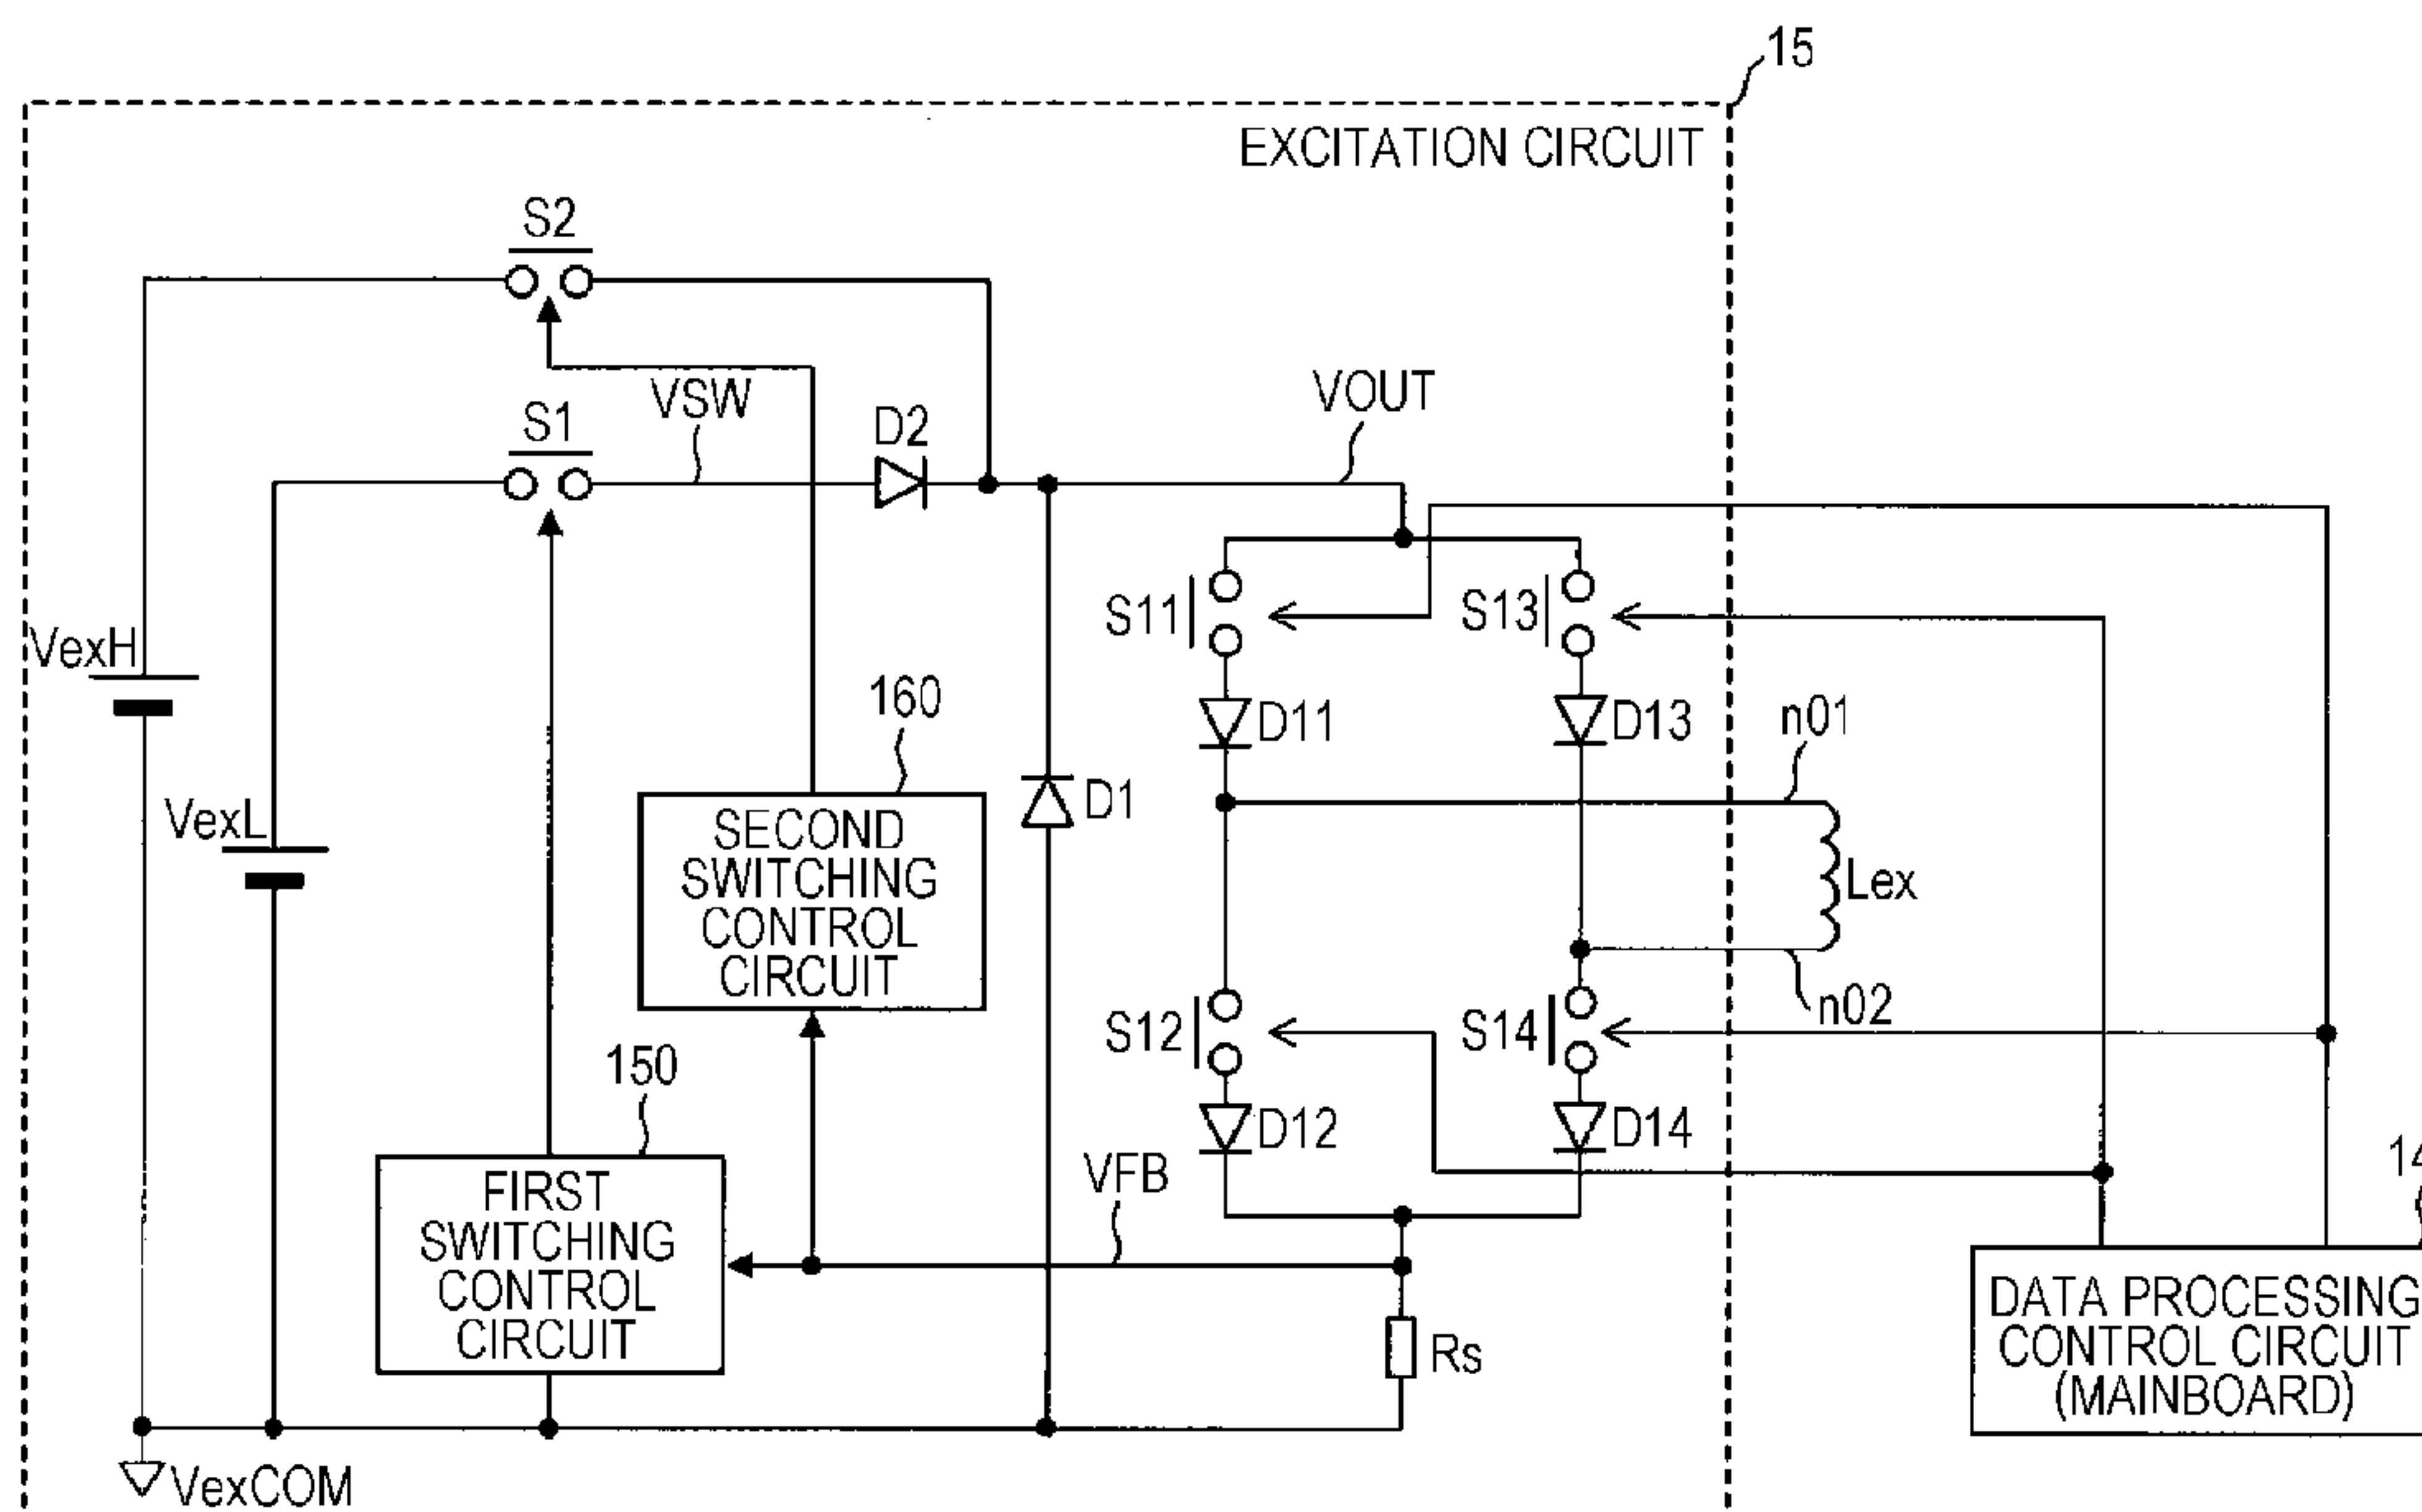 15
EXCITATION CIRCUIT
S2
VSW
S1
D2
VOUT
S11
S13
VexH
160
D11
D13
n01
VexL
D1
SECOND
SWITCHING
CONTROL
CIRCUIT
Lex
S12
S14
n02
150
D12
D14
VFB
14
FIRST
SWITCHING
CONTROL
CIRCUIT
Rs
DATA PROCESSING
CONTROL CIRCUIT
(MAINBOARD)
VexCOM